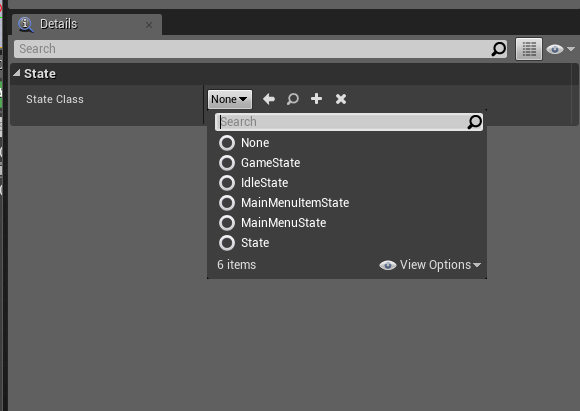 Details
Search
State
State Class
None
Search
None
GameState
IdleState
MainMenuItemState
MainMenuState
State
6 items
View Options